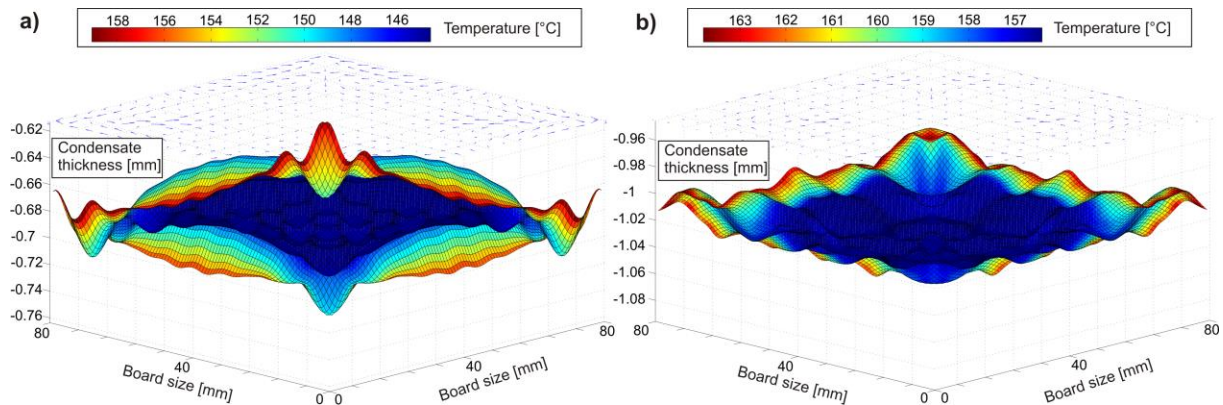 a)
158 156 154 152 150 148 146 Temperature [°C]
-0.62
Condensate
thickness [mm]
-0.64
-0.66
-0.68
-0.7
-0.72
-0.74
-0.76
80
40
0
Board size [mm]
0
40
80
Board size [mm]
b)
163 162 161 160 159 158 157 Temperature [°C]
-0.96
Condensate
thickness [mm]
-0.98
-1
-1.02
-1.04
-1.06
-1.08
80
40
0
Board size [mm]
0
40
80
Board size [mm]